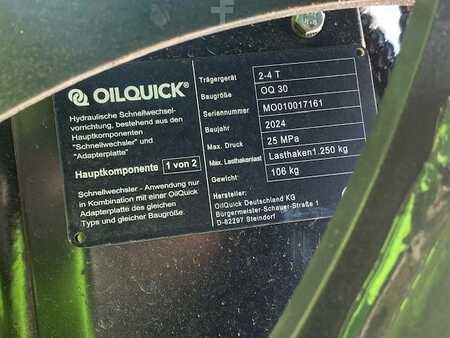 OILQUICK®
Hydraulische Schnellwechsel-
vorrichtung, bestehend aus den
Hauptkomponenten
"Schnellwechsler" und
"Adapterplatte".
Hauptkomponente 1 von 2
Schnellwechsler - Anwendung nur
in Kombination mit einer OilQuick
Adapterplatte des gleichen
Typs und gleicher Baugröße.
Trägergerät 2-4 T
Baugröße OQ 30
Seriennummer MO010017161
Baujahr 2024
Max. Druck 25 MPa
Max. Lasthakenlast Lasthaken1.250 kg
Gewicht 106 kg
Hersteller:
OilQuick Deutschland KG
Bürgermeister-Scheuer-Straße 1
D-82297 Steindorf